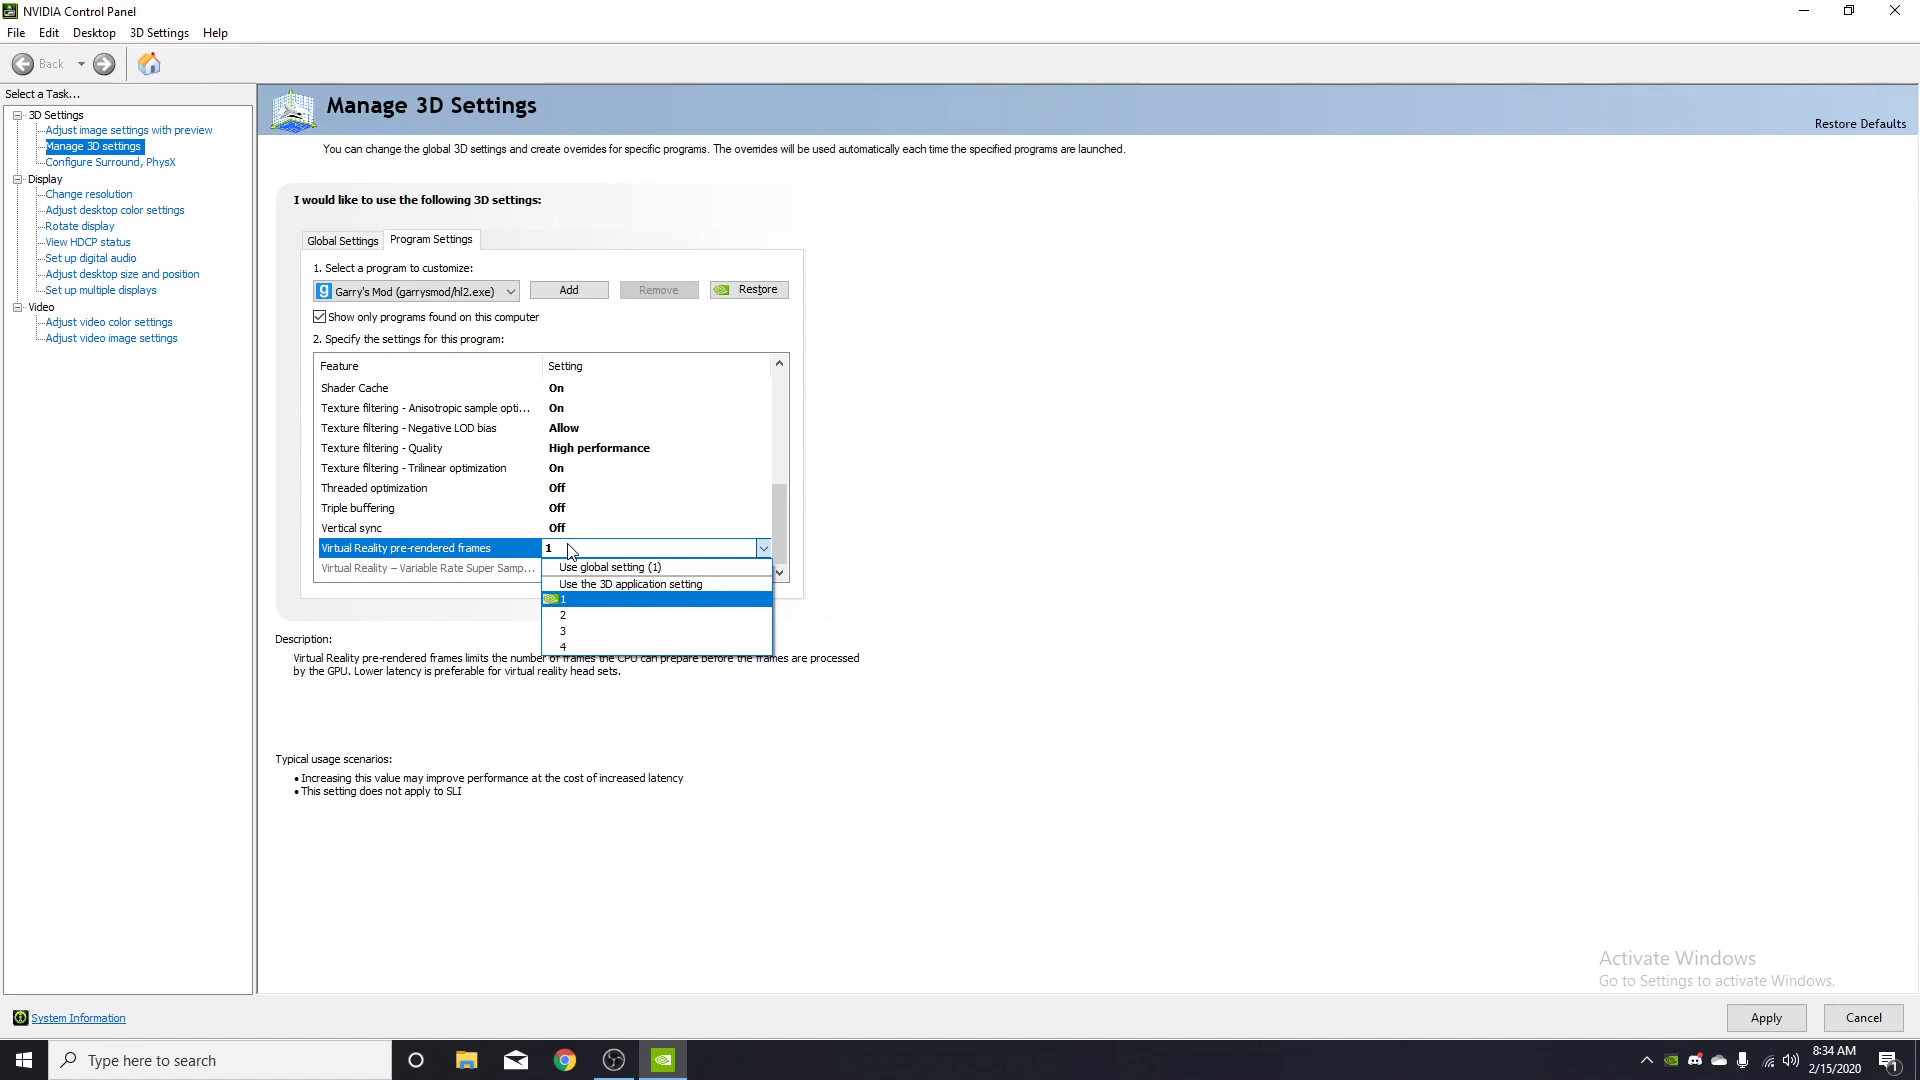 NVIDIA Control Panel
File Edit Desktop 3D Settings Help
Back
Select a Task...
3D Settings
Adjust image settings with preview
Manage 3D settings
Configure Surround, PhysX
Display
Change resolution
Adjust desktop color settings
Rotate display
View HDCP status
Set up digital audio
Adjust desktop size and position
Set up multiple displays
Video
Adjust video color settings
Adjust video image settings
Manage 3D Settings
Restore Defaults
You can change the global 3D settings and create overrides for specific programs. The overrides will be used automatically each time the specified programs are launched.
I would like to use the following 3D settings:
Global Settings Program Settings
1. Select a program to customize:
Garry's Mod (garrysmod/hl2.exe) Add Remove Restore
Show only programs found on this computer
2. Specify the settings for this program:
Feature Setting
Shader Cache On
Texture filtering - Anisotropic sample opti... On
Texture filtering - Negative LOD bias Allow
Texture filtering - Quality High performance
Texture filtering - Trilinear optimization On
Threaded optimization Off
Triple buffering Off
Vertical sync Off
Virtual Reality pre-rendered frames 1
Virtual Reality – Variable Rate Super Samp...
Use global setting (1)
Use the 3D application setting
1
2
3
4
Description:
Virtual Reality pre-rendered frames limits the number of frames the CPU can prepare before the frames are processed
by the GPU. Lower latency is preferable for virtual reality head sets.
Typical usage scenarios:
• Increasing this value may improve performance at the cost of increased latency
• This setting does not apply to SLI
Activate Windows
Go to Settings to activate Windows.
System Information
Apply Cancel
Type here to search
8:34 AM
2/15/2020
1